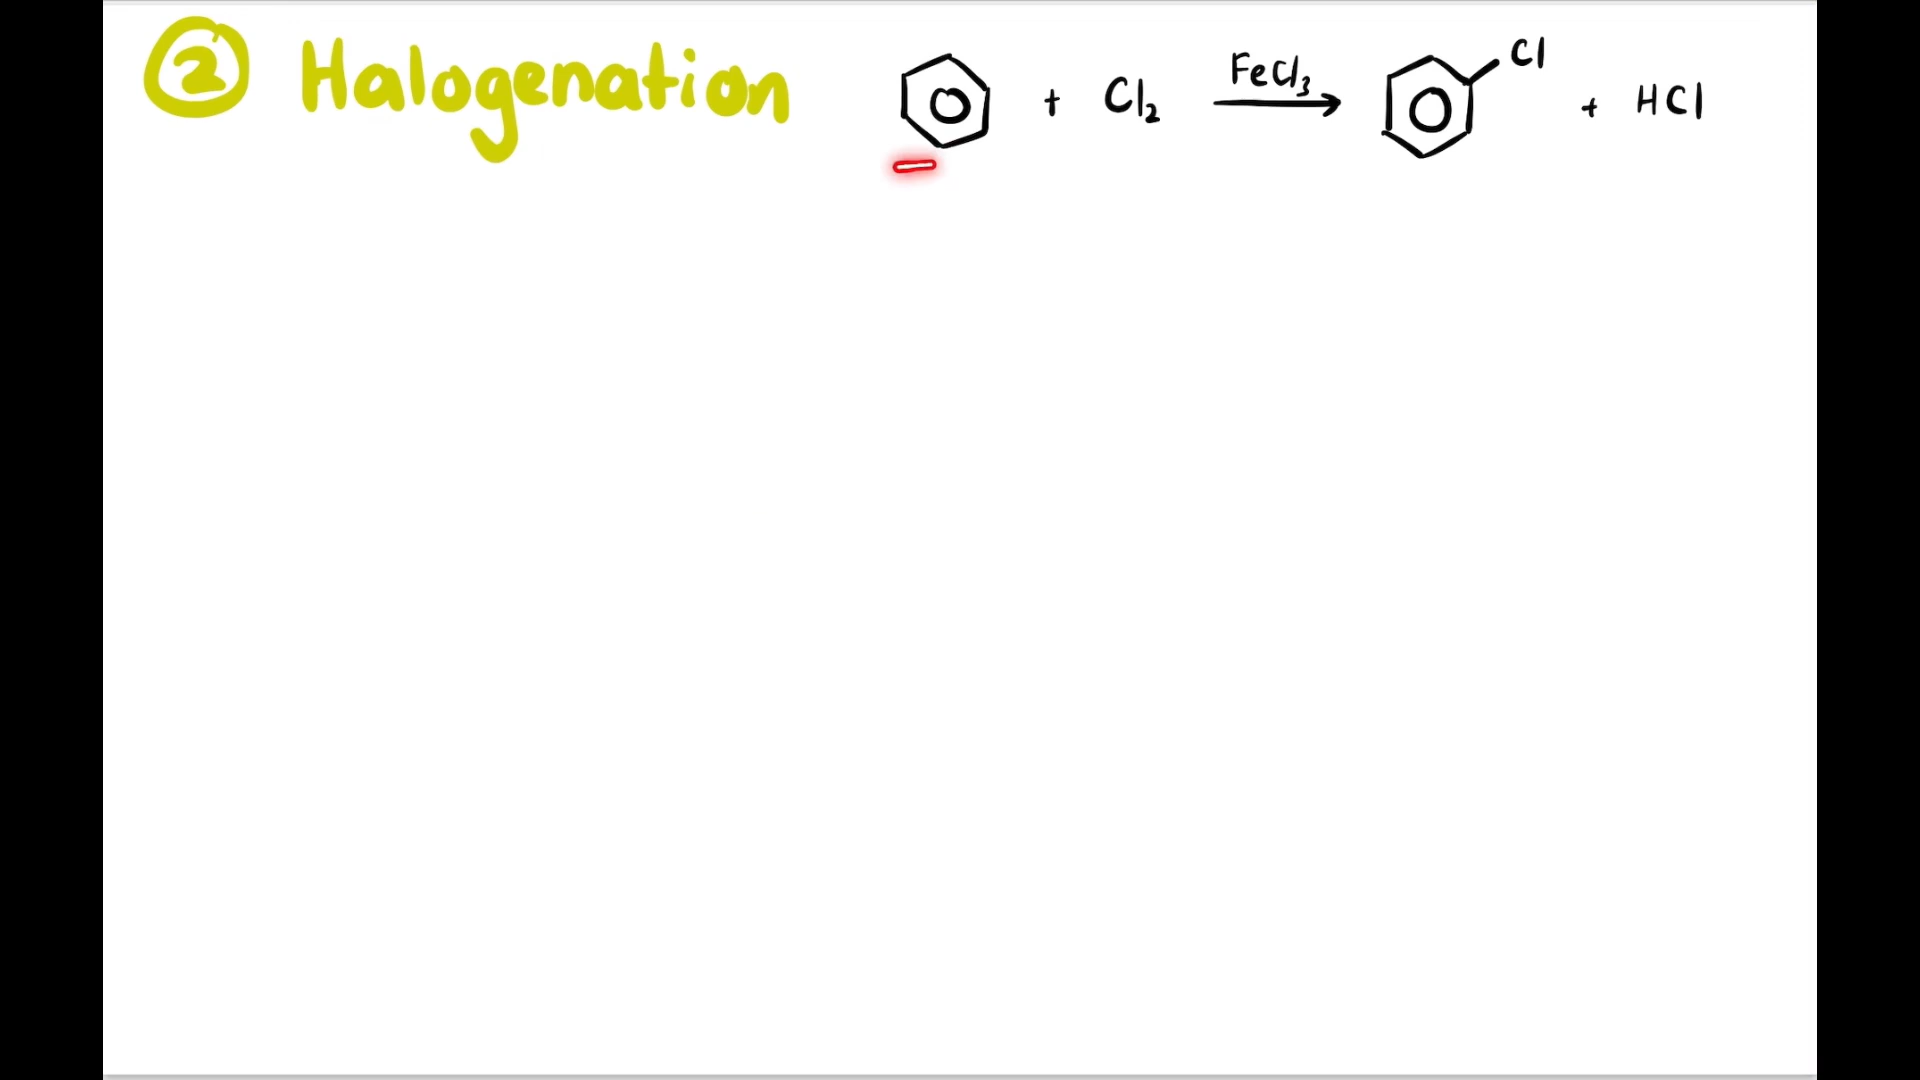 2 Halogenation + Cl₂ FeCl₃ → Cl + HCl